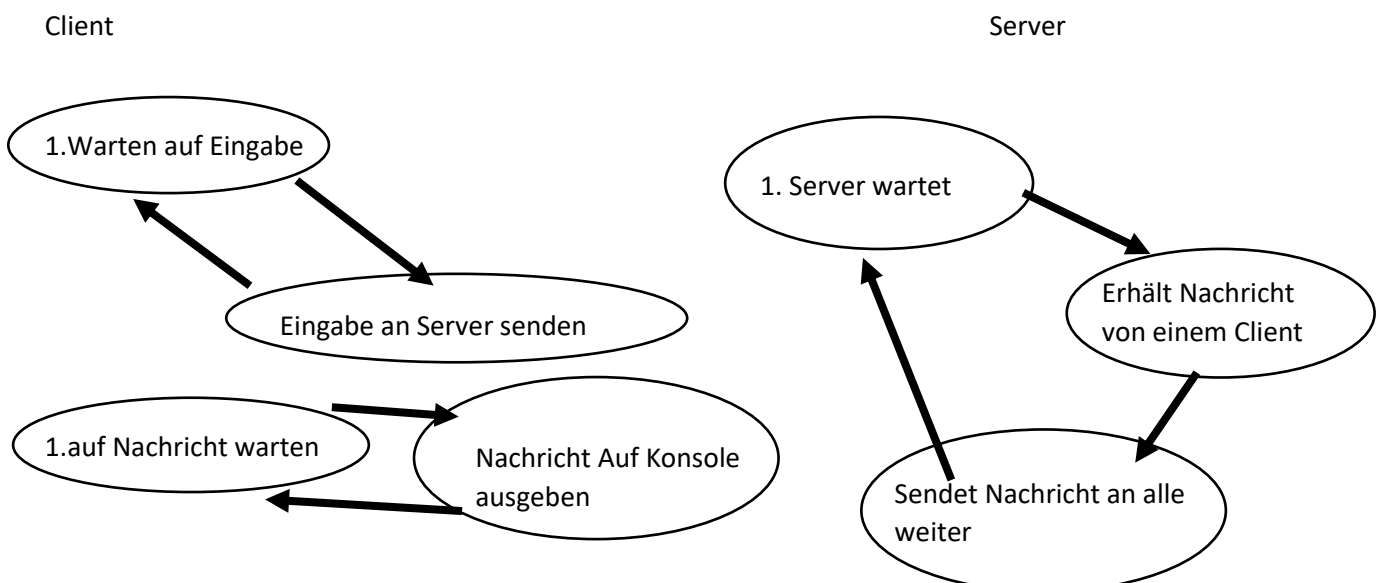 Client
Server
1.Warten auf Eingabe
Eingabe an Server senden
1.auf Nachricht warten
Nachricht Auf Konsole
ausgeben
1. Server wartet
Erhält Nachricht
von einem Client
Sendet Nachricht an alle
weiter